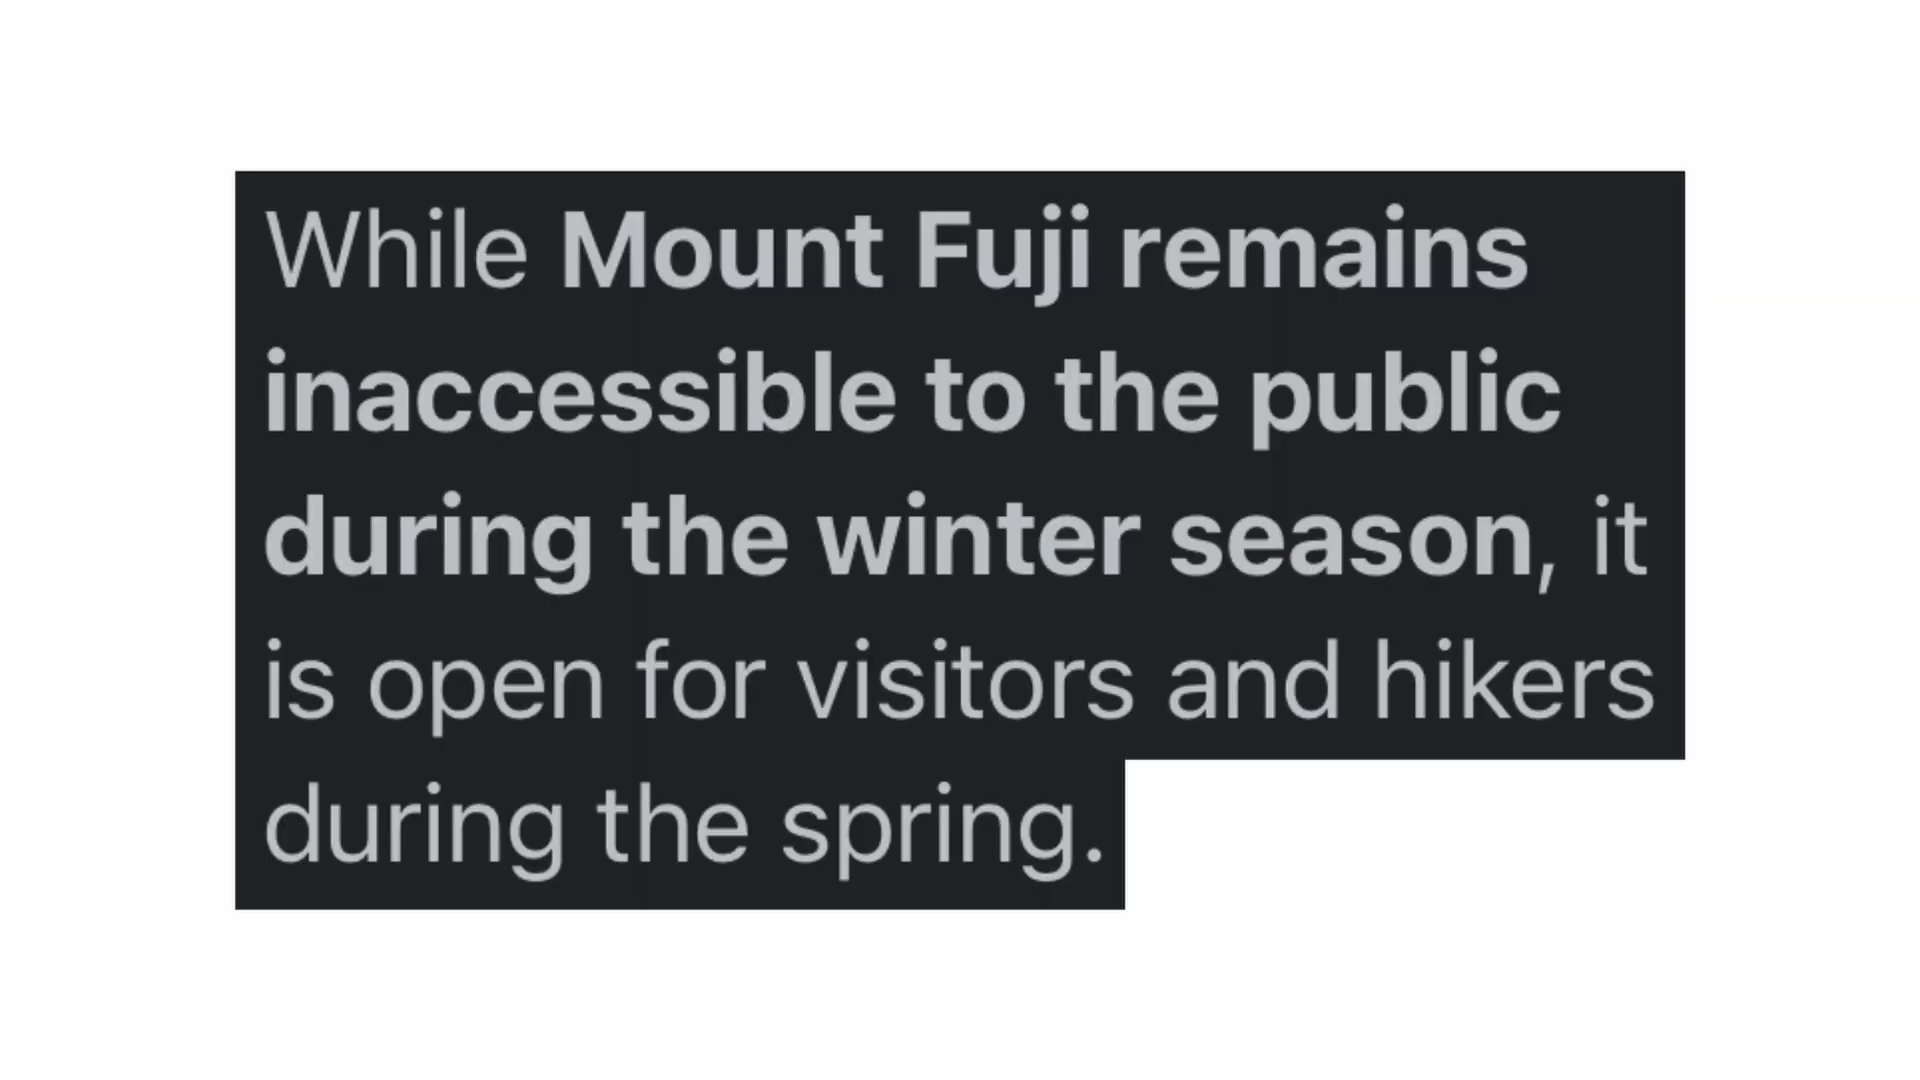 While Mount Fuji remains
inaccessible to the public
during the winter season, it
is open for visitors and hikers
during the spring.